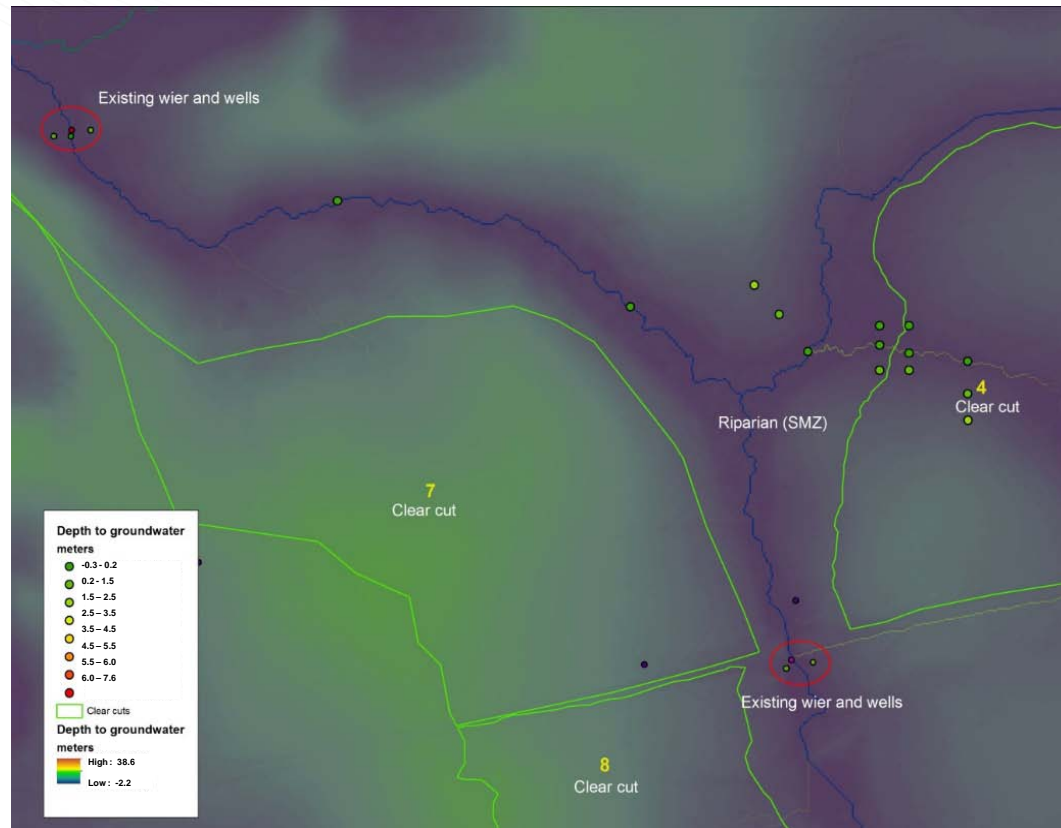 Existing wier and wells
4
Clear cut
Riparian (SMZ)
7
Clear cut
Existing wier and wells
8
Clear cut
Depth to groundwater
meters
-0.3 - 0.2
0.2 - 1.5
1.5 – 2.5
2.5 – 3.5
3.5 – 4.5
4.5 – 5.5
5.5 – 6.0
6.0 – 7.6
Clear cuts
Depth to groundwater
meters
High : 38.6
Low : -2.2